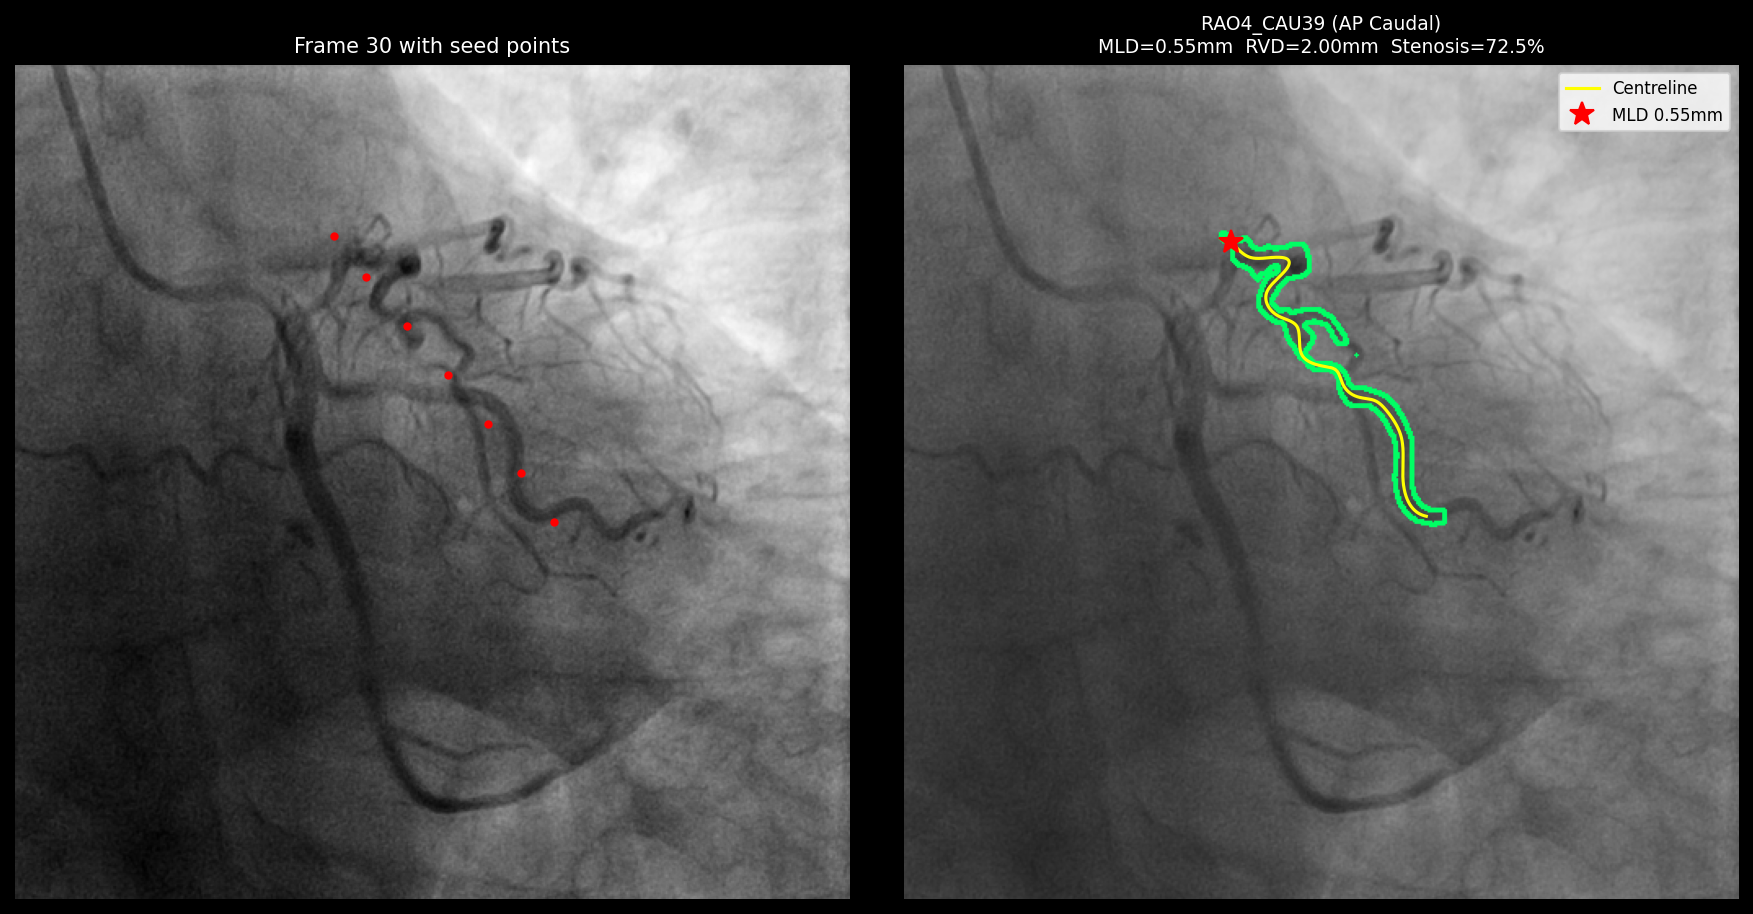 Frame 30 with seed points
RAO4_CAU39 (AP Caudal)
MLD=0.55mm  RVD=2.00mm  Stenosis=72.5%
Centreline
MLD 0.55mm